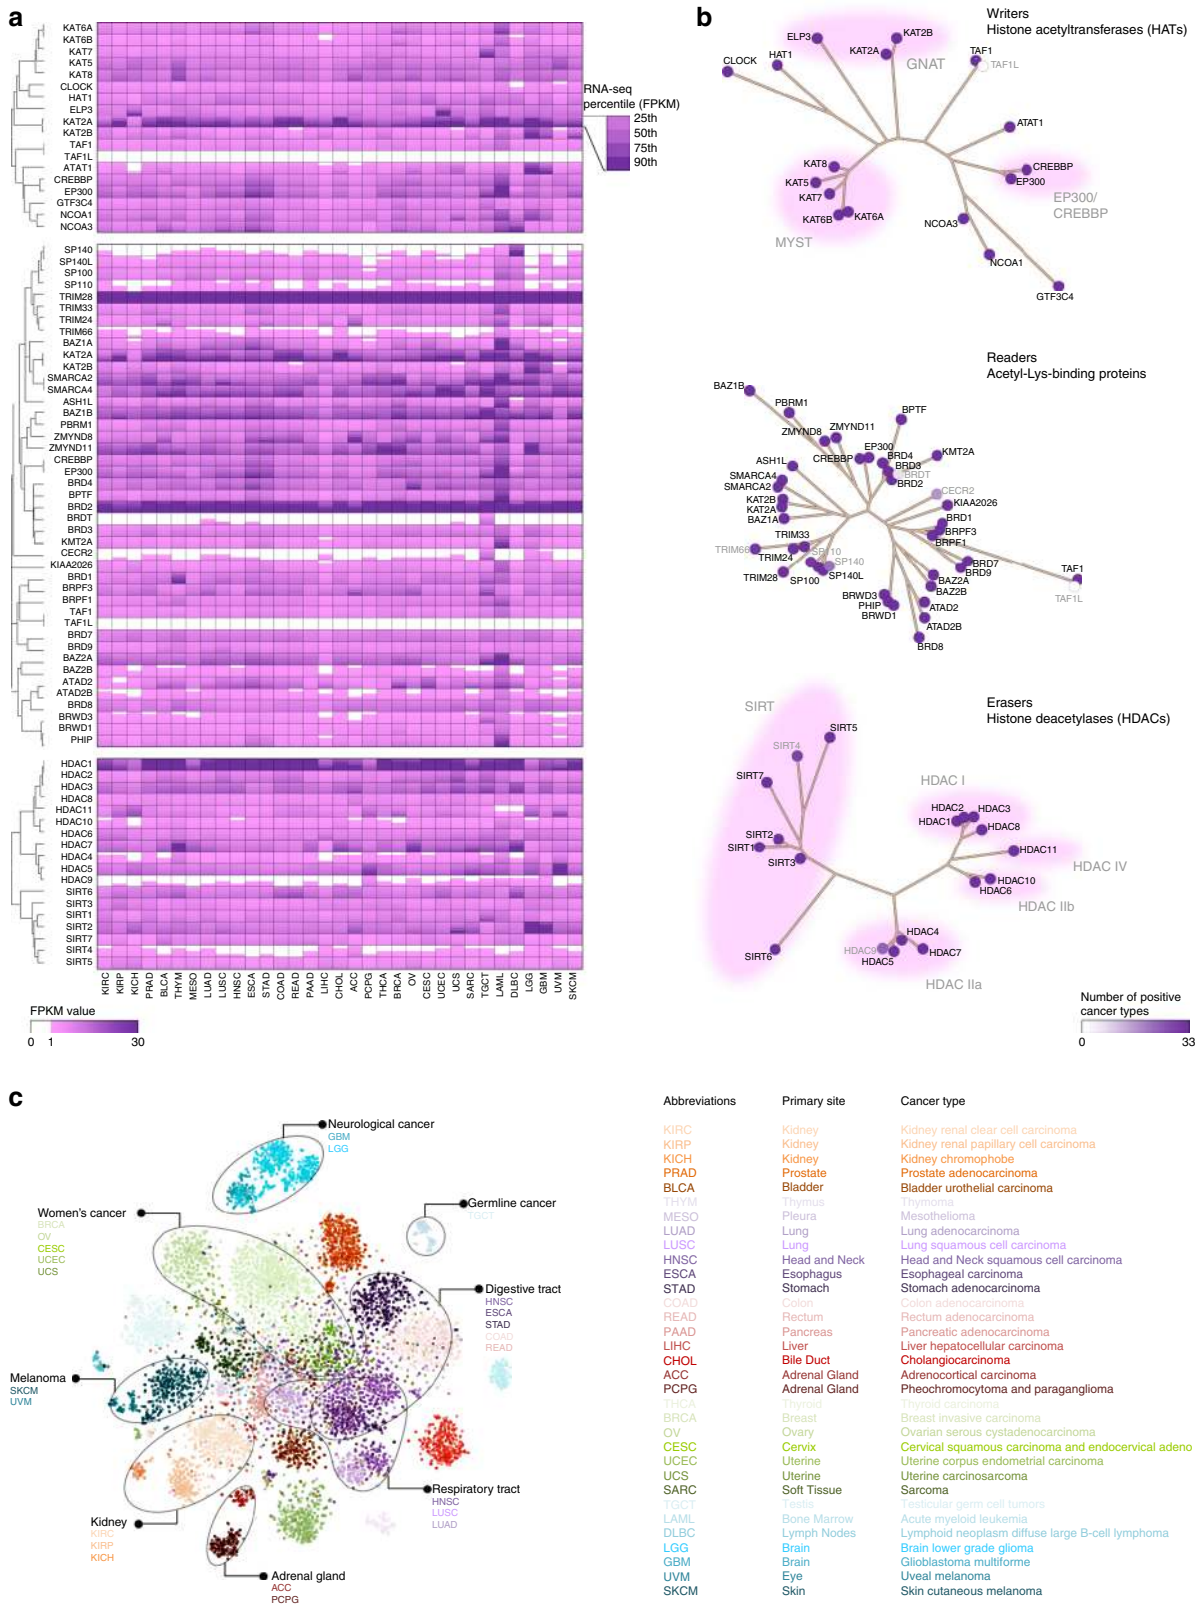 a
KAT6A
KAT6B
KAT7
KAT5
KAT8
CLOCK
HAT1
ELP3
KAT2A
KAT2B
TAF1
TAF1L
ATAT1
CREBBP
EP300
GTF3C4
NCOA1
NCOA3
RNA-seq
percentile (FPKM)
25th
50th
75th
90th
SP140
SP140L
SP100
SP110
TRIM28
TRIM33
TRIM24
TRIM66
BAZ1A
KAT2A
KAT2B
SMARCA2
SMARCA4
ASH1L
BAZ1B
PBRM1
ZMYND8
ZMYND11
CREBBP
EP300
BRD4
BPTF
BRD2
BRDT
BRD3
KMT2A
CECR2
KIAA2026
BRD1
BRPF3
BRPF1
TAF1
TAF1L
BRD7
BRD9
BAZ2A
BAZ2B
ATAD2
ATAD2B
BRD8
BRWD3
BRWD1
PHIP
HDAC1
HDAC2
HDAC3
HDAC8
HDAC11
HDAC10
HDAC6
HDAC7
HDAC4
HDAC5
HDAC9
SIRT6
SIRT3
SIRT1
SIRT2
SIRT7
SIRT4
SIRT5
KIRC
KIRP
KICH
PRAD
BLCA
THYM
MESO
LUAD
LUSC
HNSC
ESCA
STAD
COAD
READ
PAAD
LIHC
CHOL
ACC
PCPG
THCA
BRCA
OV
CESC
UCEC
UCS
SARC
TGCT
LAML
DLBC
LGG
GBM
UVM
SKCM
FPKM value
0 1 30
b
Writers
Histone acetyltransferases (HATs)
ELP3
KAT2B
KAT2A
GNAT
TAF1
TAF1L
HAT1
CLOCK
ATAT1
KAT8
KAT5
KAT7
KAT6B
KAT6A
MYST
CREBBP
EP300
EP300/
CREBBP
NCOA3
NCOA1
GTF3C4
Readers
Acetyl-Lys-binding proteins
BAZ1B
PBRM1
BPTF
ZMYND8
ZMYND11
CREBBP
EP300
BRD4
BRD3
BRDT
BRD2
KMT2A
ASH1L
SMARCA4
SMARCA2
KAT2B
KAT2A
BAZ1A
CECR2
KIAA2026
BRD1
BRPF3
BRPF1
TRIM33
TRIM66
TRIM24
SP110
SP140
TRIM28
SP100
SP140L
BRD7
BRD9
TAF1
TAF1L
BAZ2A
BAZ2B
BRWD3
PHIP
BRWD1
ATAD2
ATAD2B
BRD8
Erasers
Histone deacetylases (HDACs)
SIRT
SIRT5
SIRT4
SIRT7
SIRT2
SIRT1
SIRT3
SIRT6
HDAC I
HDAC2
HDAC3
HDAC1
HDAC8
HDAC11
HDAC IV
HDAC10
HDAC6
HDAC IIb
HDAC4
HDAC9
HDAC5
HDAC7
HDAC IIa
Number of positive
cancer types
0 33
c
Neurological cancer
GBM
LGG
Germline cancer
TGCT
Women's cancer
BRCA
OV
CESC
UCEC
UCS
Digestive tract
HNSC
ESCA
STAD
COAD
READ
Melanoma
SKCM
UVM
Respiratory tract
HNSC
LUSC
LUAD
Kidney
KIRC
KIRP
KICH
Adrenal gland
ACC
PCPG
Abbreviations Primary site Cancer type
KIRC Kidney Kidney renal clear cell carcinoma
KIRP Kidney Kidney renal papillary cell carcinoma
KICH Kidney Kidney chromophobe
PRAD Prostate Prostate adenocarcinoma
BLCA Bladder Bladder urothelial carcinoma
THYM Thymus Thymoma
MESO Pleura Mesothelioma
LUAD Lung Lung adenocarcinoma
LUSC Lung Lung squamous cell carcinoma
HNSC Head and Neck Head and Neck squamous cell carcinoma
ESCA Esophagus Esophageal carcinoma
STAD Stomach Stomach adenocarcinoma
COAD Colon Colon adenocarcinoma
READ Rectum Rectum adenocarcinoma
PAAD Pancreas Pancreatic adenocarcinoma
LIHC Liver Liver hepatocellular carcinoma
CHOL Bile Duct Cholangiocarcinoma
ACC Adrenal Gland Adrenocortical carcinoma
PCPG Adrenal Gland Pheochromocytoma and paraganglioma
THCA Thyroid Thyroid carcinoma
BRCA Breast Breast invasive carcinoma
OV Ovary Ovarian serous cystadenocarcinoma
CESC Cervix Cervical squamous carcinoma and endocervical adeno
UCEC Uterine Uterine corpus endometrial carcinoma
UCS Uterine Uterine carcinosarcoma
SARC Soft Tissue Sarcoma
TGCT Testis Testicular germ cell tumors
LAML Bone Marrow Acute myeloid leukemia
DLBC Lymph Nodes Lymphoid neoplasm diffuse large B-cell lymphoma
LGG Brain Brain lower grade glioma
GBM Brain Glioblastoma multiforme
UVM Eye Uveal melanoma
SKCM Skin Skin cutaneous melanoma